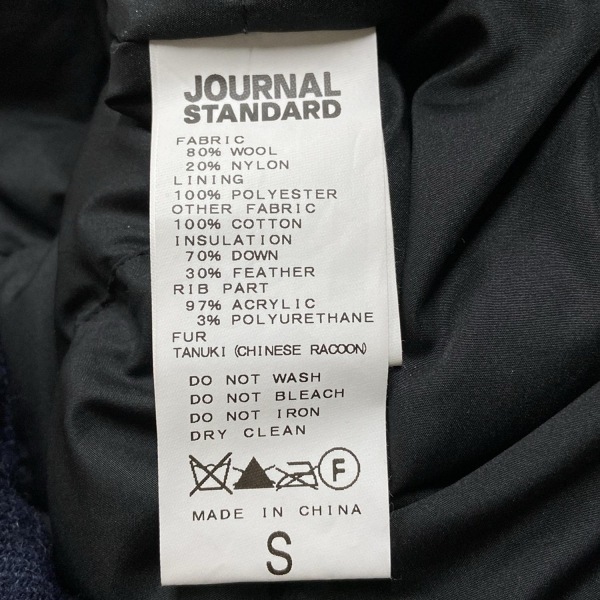 JOURNAL
STANDARD
FABRIC
80% WOOL
20% NYLON
LINING
100% POLYESTER
OTHER FABRIC
100% COTTON
INSULATION
70% DOWN
30% FEATHER
RIB PART
97% ACRYLIC
3% POLYURETHANE
FUR
TANUKI (CHINESE RACOON)
DO NOT WASH
DO NOT BLEACH
DO NOT IRON
DRY CLEAN
F
MADE IN CHINA
S